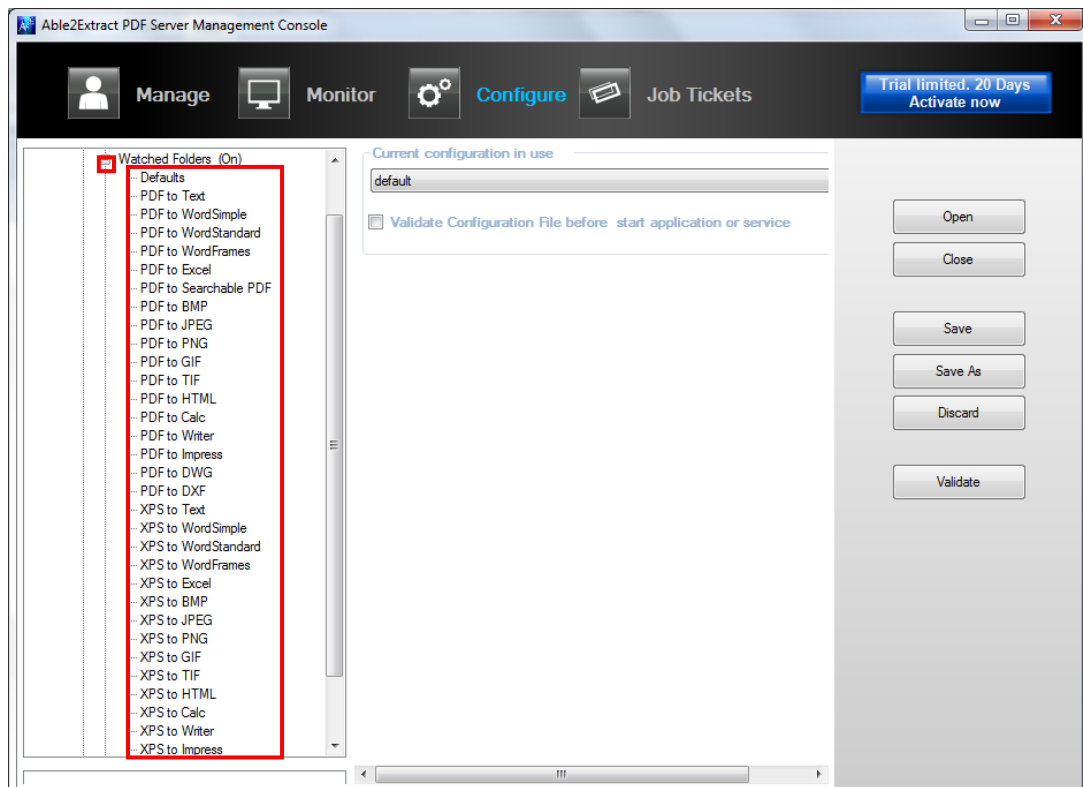 Able2Extract PDF Server Management Console
Manage
Monitor
Configure
Job Tickets
Trial limited. 20 Days
Activate now
Watched Folders (On)
Defaults
PDF to Text
PDF to WordSimple
PDF to WordStandard
PDF to WordFrames
PDF to Excel
PDF to Searchable PDF
PDF to BMP
PDF to JPEG
PDF to PNG
PDF to GIF
PDF to TIF
PDF to HTML
PDF to Calc
PDF to Writer
PDF to Impress
PDF to DWG
PDF to DXF
XPS to Text
XPS to WordSimple
XPS to WordStandard
XPS to WordFrames
XPS to Excel
XPS to BMP
XPS to JPEG
XPS to PNG
XPS to GIF
XPS to TIF
XPS to HTML
XPS to Calc
XPS to Writer
XPS to Impress
Current configuration in use
default
Validate Configuration File before start application or service
Open
Close
Save
Save As
Discard
Validate